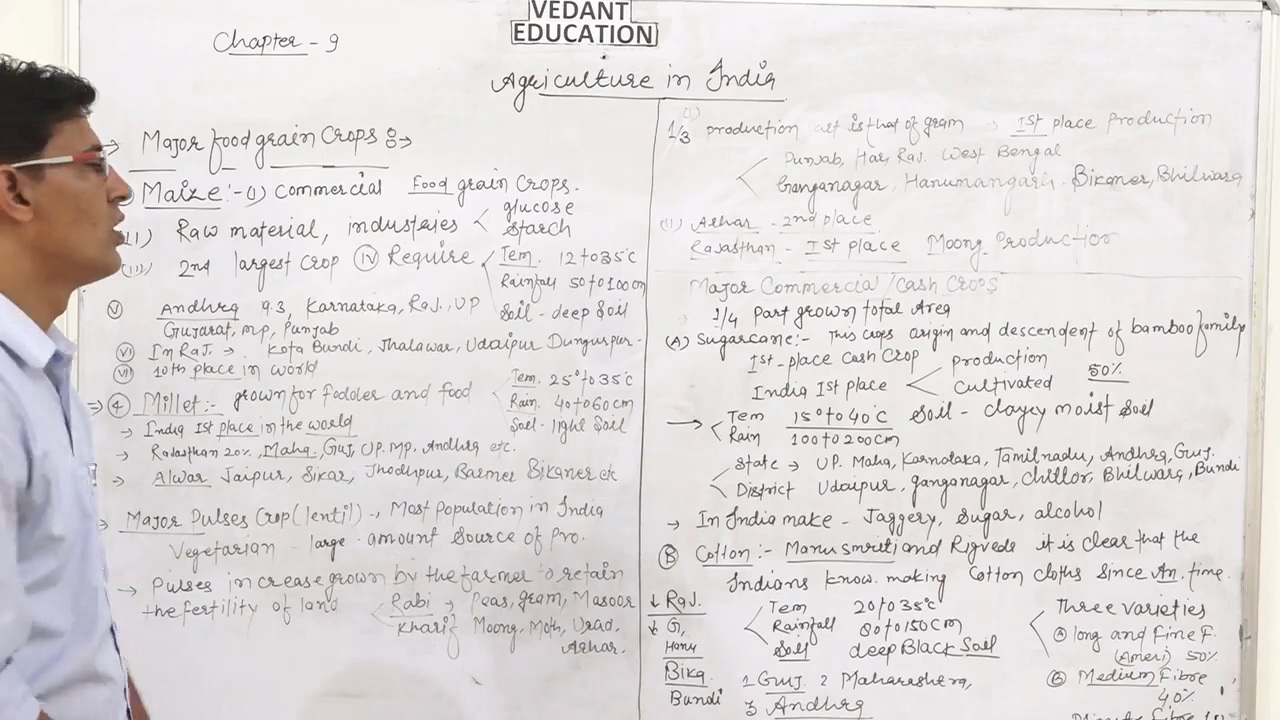 VEDANT
EDUCATION
Chapter - 9
Agriculture in India
→ Major food grain Crops :→
Maize :- (I) Commercial Food grain Crops.
(II) Raw material, industries < glucose
Starch
(III) 2nd largest crop (IV) Require < Tem. 12 to 35°C
Rainfall 50 to 100 cm
Soil - deep Soil
(V) Andhra 9.3, Karnataka, Raj., UP
Gujarat, MP, Punjab
(VI) In Raj. → Kota Bundi, Jhalawar, Udaipur Dungurpur.
(VII) 10th place in world
⇒ (4) Millet :- grown for fodder and food < Tem. 25° to 35°C
Rain. 40 to 60 cm
Soil - light Soil
→ India Ist place in the world
→ Rajasthan 20%, Maha. Guj, UP. MP. Andhra etc.
→ Alwar Jaipur, Sikar, Jhodhpur, Barmer Bikaner etc
→ Major Pulses Crop (lentil) → Most Population in India
Vegetarian large amount Source of pro.
→ Pulses increase grown by the farmer to retain
the fertility of land < Rabi → Peas, gram, Masoor
Kharif Moong, Moth, Urad,
Arhar.
1/3 production is that of gram → Ist place Production
< Punjab, Har, Raj. West Bengal
Ganganagar, Hanumangarh, Bikaner, Bhilwara
(II) Arhar - 2nd place
Rajasthan - Ist place Moong Production
Major Commercial / Cash Crops
→ 1/4 part grown total Area
(A) Sugarcane :- This crops origin and descendent of bamboo family
Ist - place Cash Crop
India Ist place < production
Cultivated 50%
→ < Tem 15° to 40°C Soil - clayey moist Soil
Rain 100 to 200 cm
< State → UP. Maha, Karnataka, Tamilnadu, Andhra, Guj.
District Udaipur, ganganagar, chittor, Bhilwara, Bundi
→ In India make - Jaggery, Sugar, alcohol
(B) Cotton :- Manusmriti and Rigveda it is clear that the
Indians know making Cotton cloths since An. time.
↓ Raj.
G,
Hanu
Bika.
Bundi
< Tem 20 to 35°C
Rainfall 80 to 150 cm
Soil deep Black Soil
1 Guj 2 Maharashtra,
3 Andhra
< Three varieties
(a) long and Fine F.
(Ameri) 50%
(b) Medium Fibre
40%